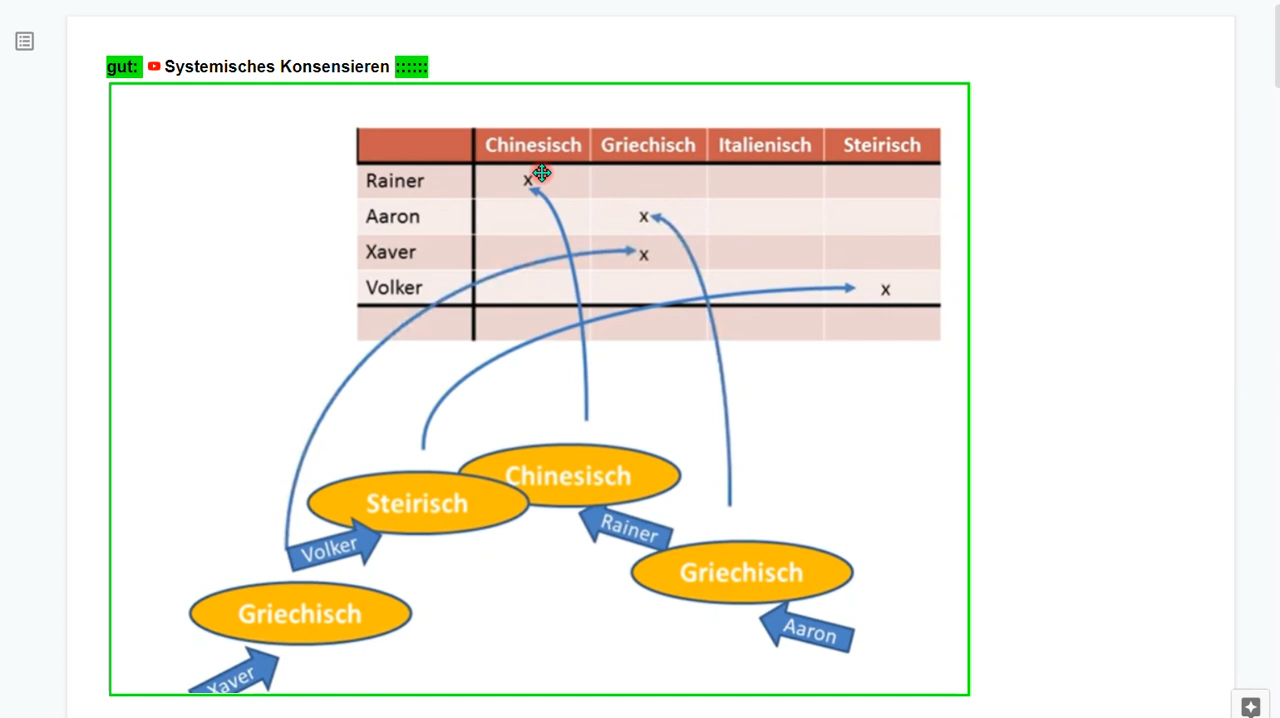 gut: Systemisches Konsensieren ::::::
Chinesisch Griechisch Italienisch Steirisch
Rainer x
Aaron x
Xaver x
Volker x
Chinesisch
Steirisch
Rainer
Volker
Griechisch
Griechisch
Aaron
Xaver